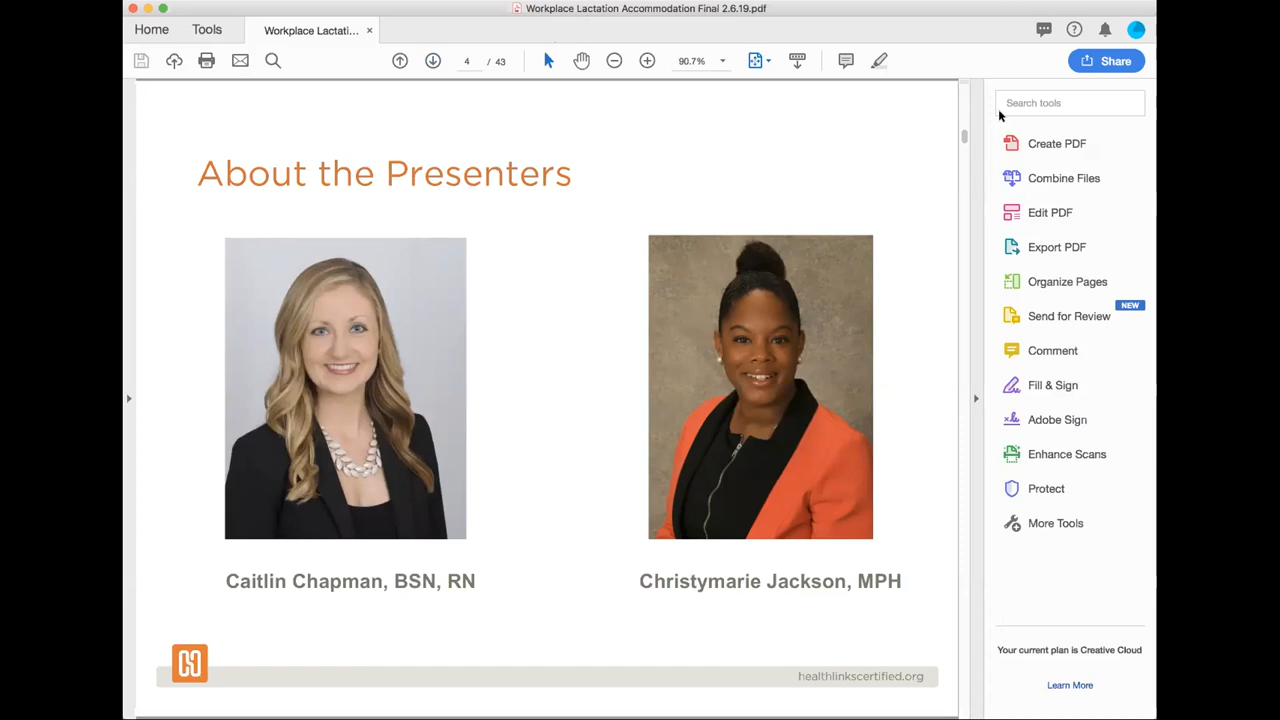 Workplace Lactation Accommodation Final 2.6.19.pdf
Home
Tools
Workplace Lactati... ×
4 / 43
90.7%
Share
Search tools
Create PDF
Combine Files
Edit PDF
Export PDF
Organize Pages
NEW
Send for Review
Comment
Fill & Sign
Adobe Sign
Enhance Scans
Protect
More Tools
Your current plan is Creative Cloud
Learn More
About the Presenters
Caitlin Chapman, BSN, RN
Christymarie Jackson, MPH
healthlinkscertified.org